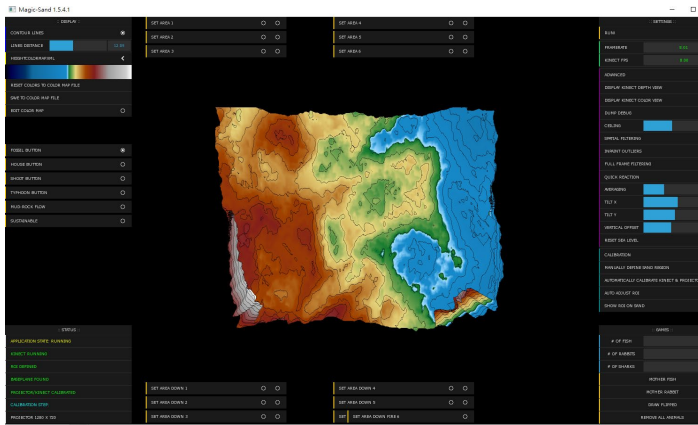 Magic-Sand 1.5.4.1
: DISPLAY
CONTOUR LINES
LINES DISTANCE
HEIGHTCOLORMAP.XML
RESET COLORS TO COLOR MAP FILE
SAVE TO COLOR MAP FILE
EDIT COLOR MAP
FOSSIL BUTTON
HOUSE BUTTON
SHOOT BUTTON
TYPHOON BUTTON
MUD ROCK FLOW
SUSTAINABLE
: STATUS
APPLICATION STATE: RUNNING
KINECT RUNNING
ROI DEFINED
BASEPLANE FOUND
PROJECTOR/KINECT CALIBRATED
CALIBRATION STEP:
PROJECTOR 1280 X 720
SET AREA 1
SET AREA 2
SET AREA 3
SET AREA 4
SET AREA 5
SET AREA 6
SET AREA DOWN 1
SET AREA DOWN 2
SET AREA DOWN 3
SET AREA DOWN 4
SET AREA DOWN 5
SET
SET AREA DOWN FIRE 6
: SETTINGS :
RUN!
FRAMERATE
KINECT FPS
ADVANCED
DISPLAY KINECT DEPTH VIEW
DISPLAY KINECT COLOR VIEW
DUMP DEBUG
CEILING
SPATIAL FILTERING
INPAINT OUTLIERS
FULL FRAME FILTERING
QUICK REACTION
AVERAGING
TILT X
TILT Y
VERTICAL OFFSET
RESET SEA LEVEL
CALIBRATION
MANUALLY DEFINE SAND REGION
AUTOMATICALLY CALIBRATE KINECT & PROJECT
AUTO ADJUST ROI
SHOW ROI ON SAND
: GAMES :
# OF FISH
# OF RABBITS
# OF SHARKS
MOTHER FISH
MOTHER RABBIT
DRAW FLIPPED
REMOVE ALL ANIMALS